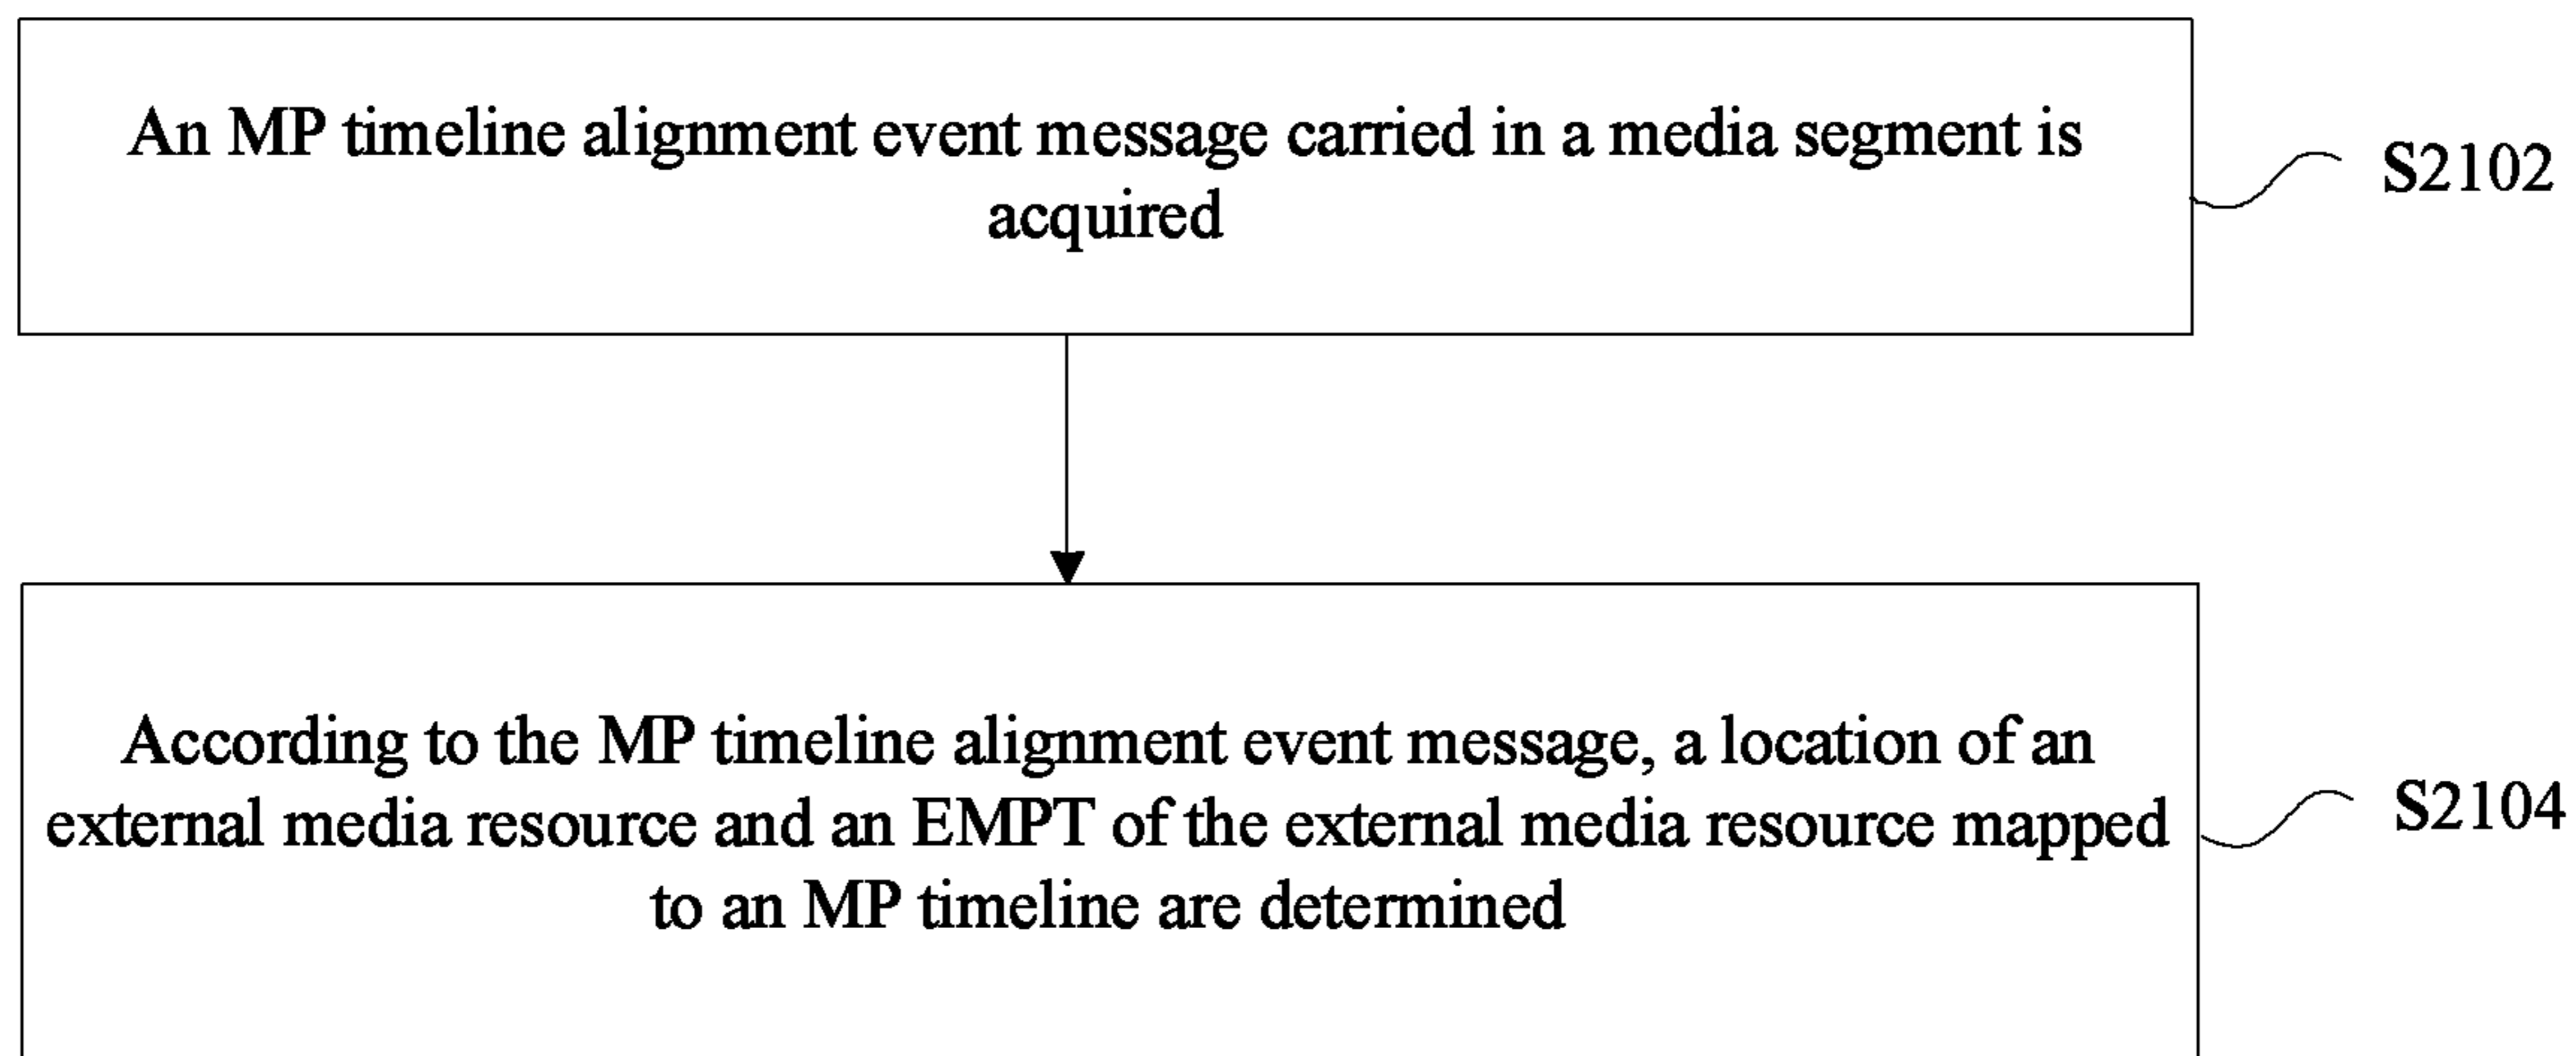 An MP timeline alignment event message carried in a media segment is
acquired
S2102
According to the MP timeline alignment event message, a location of an
external media resource and an EMPT of the external media resource mapped
to an MP timeline are determined
S2104